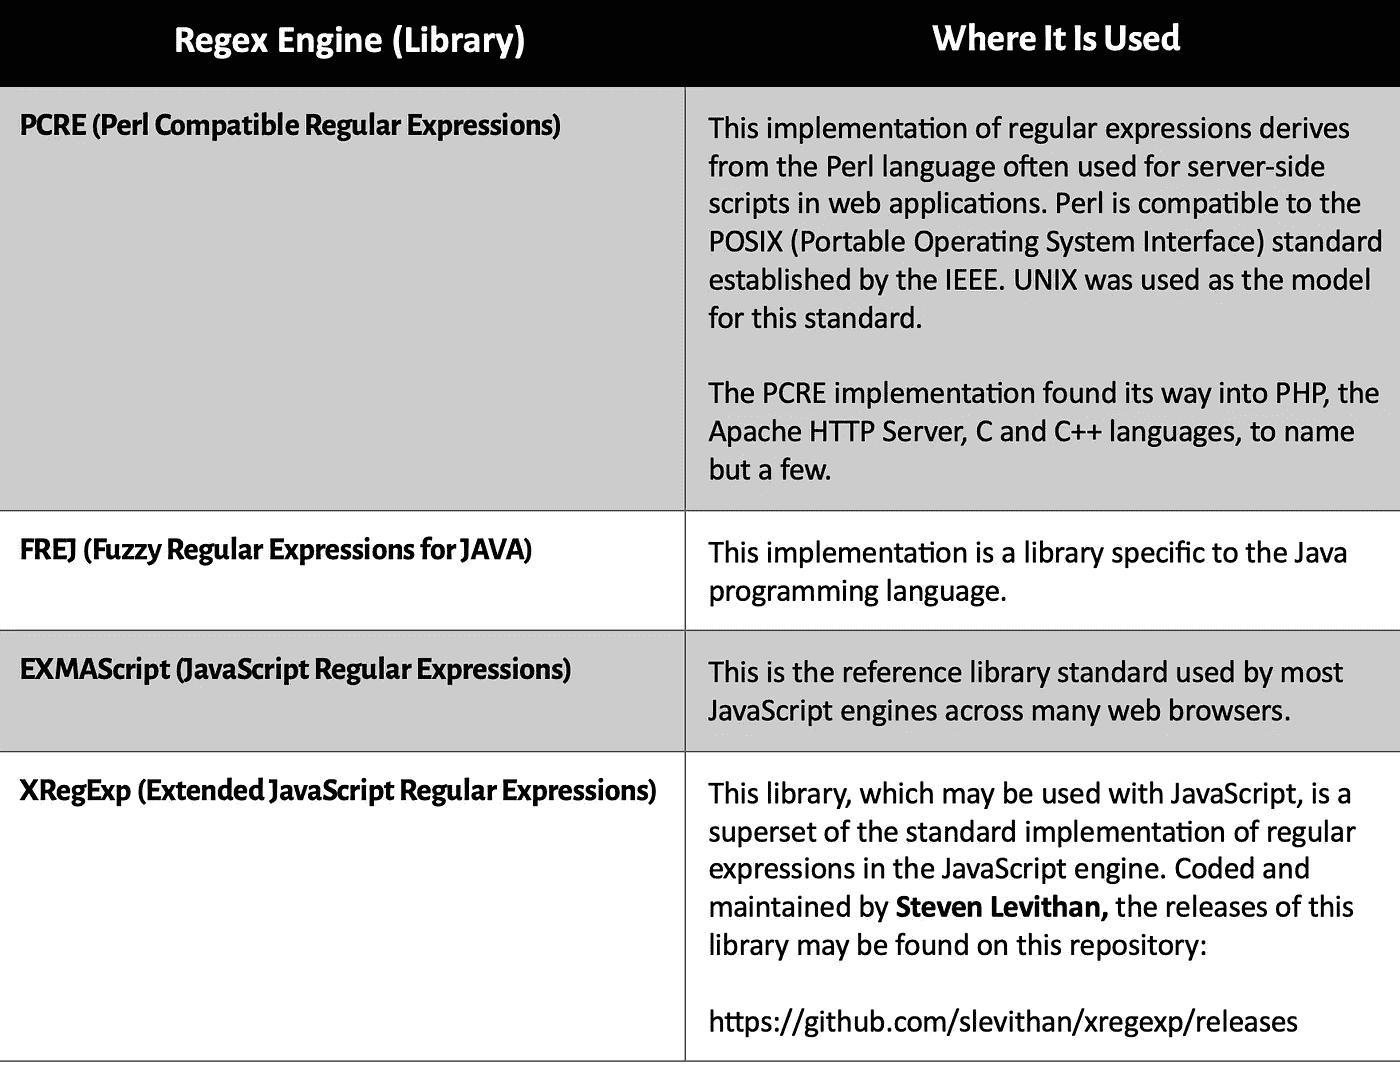 Regex Engine (Library)
Where It Is Used
PCRE (Perl Compatible Regular Expressions)
This implementation of regular expressions derives
from the Perl language often used for server-side
scripts in web applications. Perl is compatible to the
POSIX (Portable Operating System Interface) standard
established by the IEEE. UNIX was used as the model
for this standard.
The PCRE implementation found its way into PHP, the
Apache HTTP Server, C and C++ languages, to name
but a few.
FREJ (Fuzzy Regular Expressions for JAVA)
This implementation is a library specific to the Java
programming language.
EXMAScript (JavaScript Regular Expressions)
This is the reference library standard used by most
JavaScript engines across many web browsers.
XRegExp (Extended JavaScript Regular Expressions)
This library, which may be used with JavaScript, is a
superset of the standard implementation of regular
expressions in the JavaScript engine. Coded and
maintained by Steven Levithan, the releases of this
library may be found on this repository:
https://github.com/slevithan/xregexp/releases